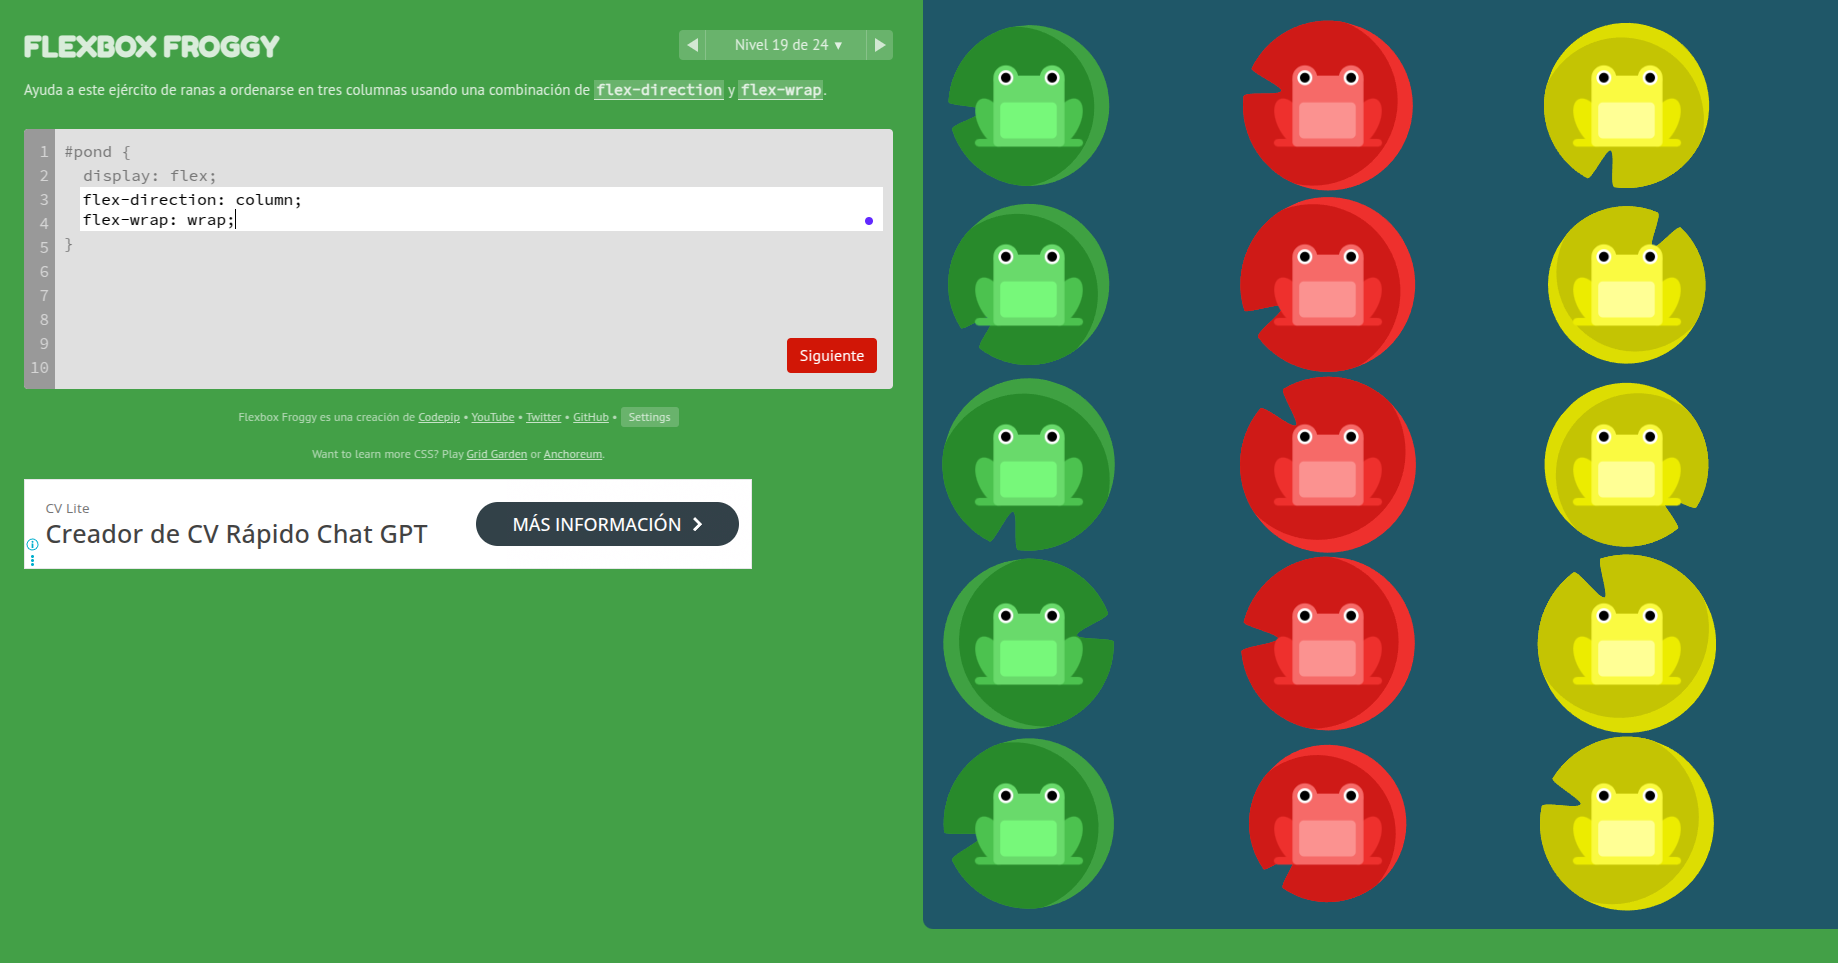 FLEXBOX FROGGY
◀ Nivel 19 de 24 ▾ ▶
Ayuda a este ejército de ranas a ordenarse en tres columnas usando una combinación de flex-direction y flex-wrap.
1 #pond {
2 display: flex;
3 flex-direction: column;
4 flex-wrap: wrap;
5 }
6
7
8
9
10
Siguiente
Flexbox Froggy es una creación de Codepip • YouTube • Twitter • GitHub • Settings
Want to learn more CSS? Play Grid Garden or Anchoreum.
CV Lite
Creador de CV Rápido Chat GPT
MÁS INFORMACIÓN